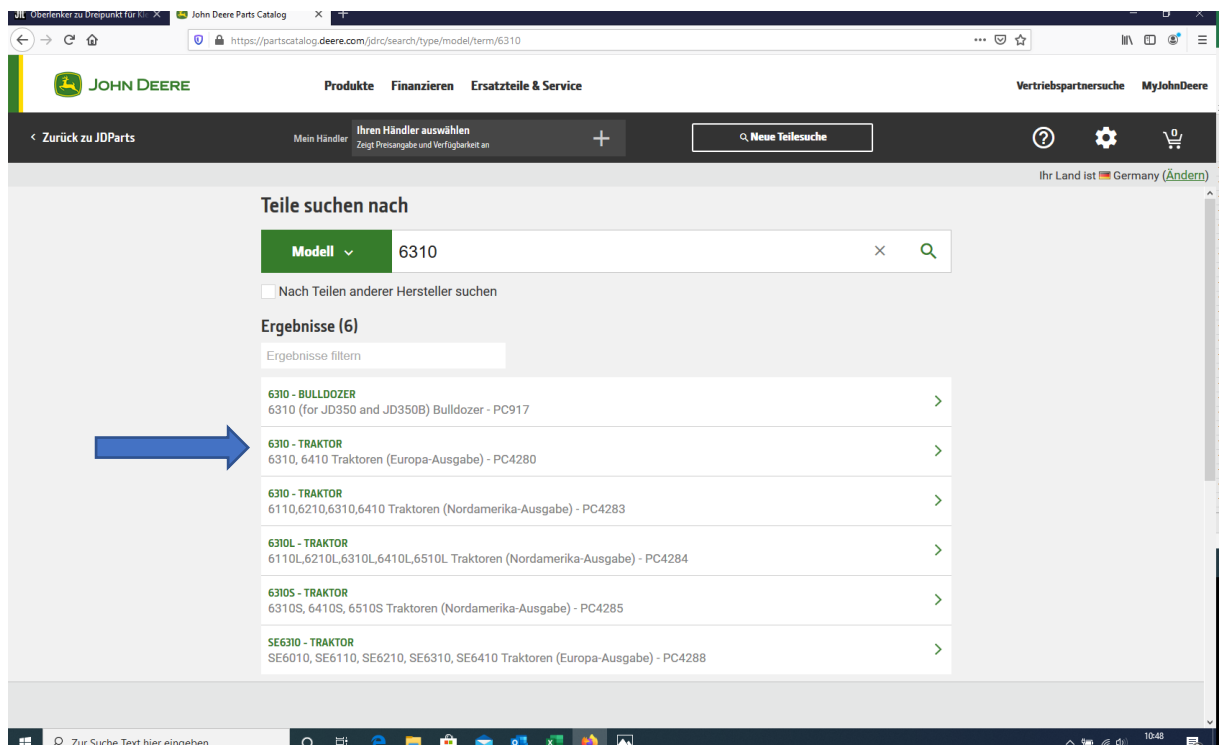 Oberlenker zu Dreipunkt für Kl
John Deere Parts Catalog
https://partscatalog.deere.com/jdrc/search/type/model/term/6310
JOHN DEERE
Produkte Finanzieren Ersatzteile & Service
Vertriebspartnersuche MyJohnDeere
Zurück zu JDParts
Mein Händler
Ihren Händler auswählen
Zeigt Preisangabe und Verfügbarkeit an
Neue Teilesuche
0
Ihr Land ist Germany (Ändern)
Teile suchen nach
Modell 6310
Nach Teilen anderer Hersteller suchen
Ergebnisse (6)
Ergebnisse filtern
6310 - BULLDOZER
6310 (for JD350 and JD350B) Bulldozer - PC917
6310 - TRAKTOR
6310, 6410 Traktoren (Europa-Ausgabe) - PC4280
6310 - TRAKTOR
6110,6210,6310,6410 Traktoren (Nordamerika-Ausgabe) - PC4283
6310L - TRAKTOR
6110L,6210L,6310L,6410L,6510L Traktoren (Nordamerika-Ausgabe) - PC4284
6310S - TRAKTOR
6310S, 6410S, 6510S Traktoren (Nordamerika-Ausgabe) - PC4285
SE6310 - TRAKTOR
SE6010, SE6110, SE6210, SE6310, SE6410 Traktoren (Europa-Ausgabe) - PC4288
Zur Suche Text hier eingeben
10:48